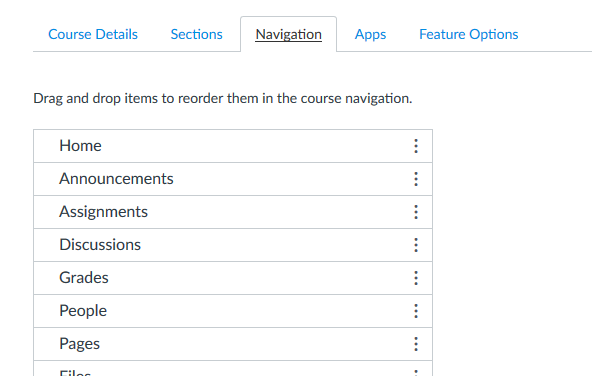 Course Details Sections Navigation Apps Feature Options
Drag and drop items to reorder them in the course navigation.
Home
Announcements
Assignments
Discussions
Grades
People
Pages
Files